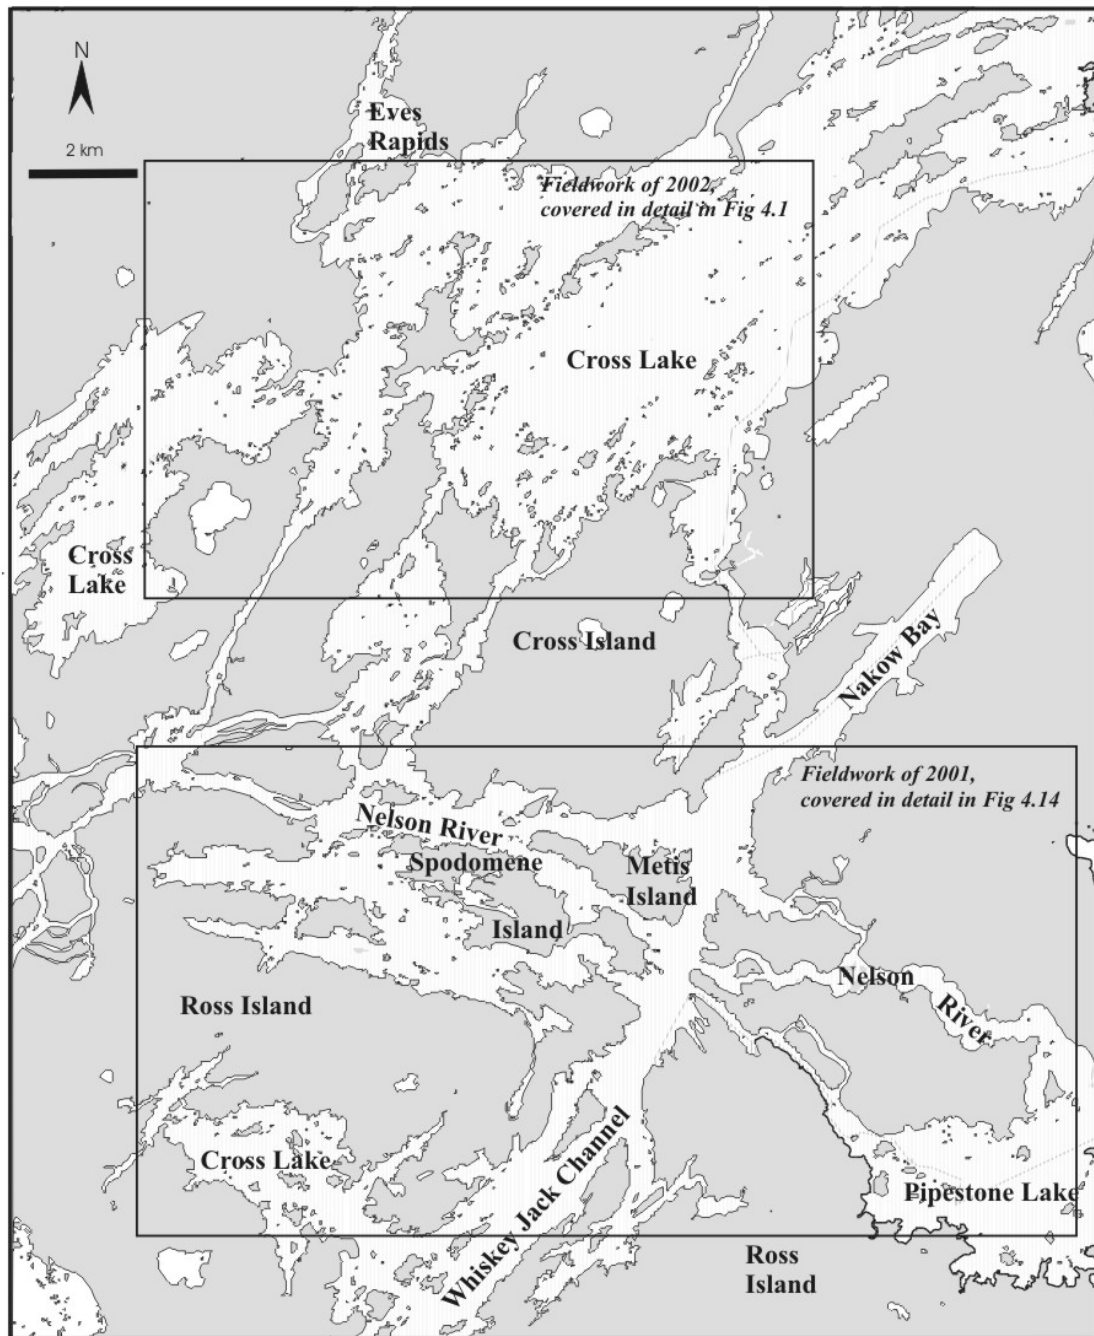 N
2 km
Eves
Rapids
Fieldwork of 2002,
covered in detail in Fig 4.1
Cross Lake
Cross
Lake
Cross Island
Nakow Bay
Fieldwork of 2001,
covered in detail in Fig 4.14
Nelson River
Spodomene
Island
Metis
Island
Nelson
River
Ross Island
Cross Lake
Whiskey Jack Channel
Pipestone Lake
Ross
Island